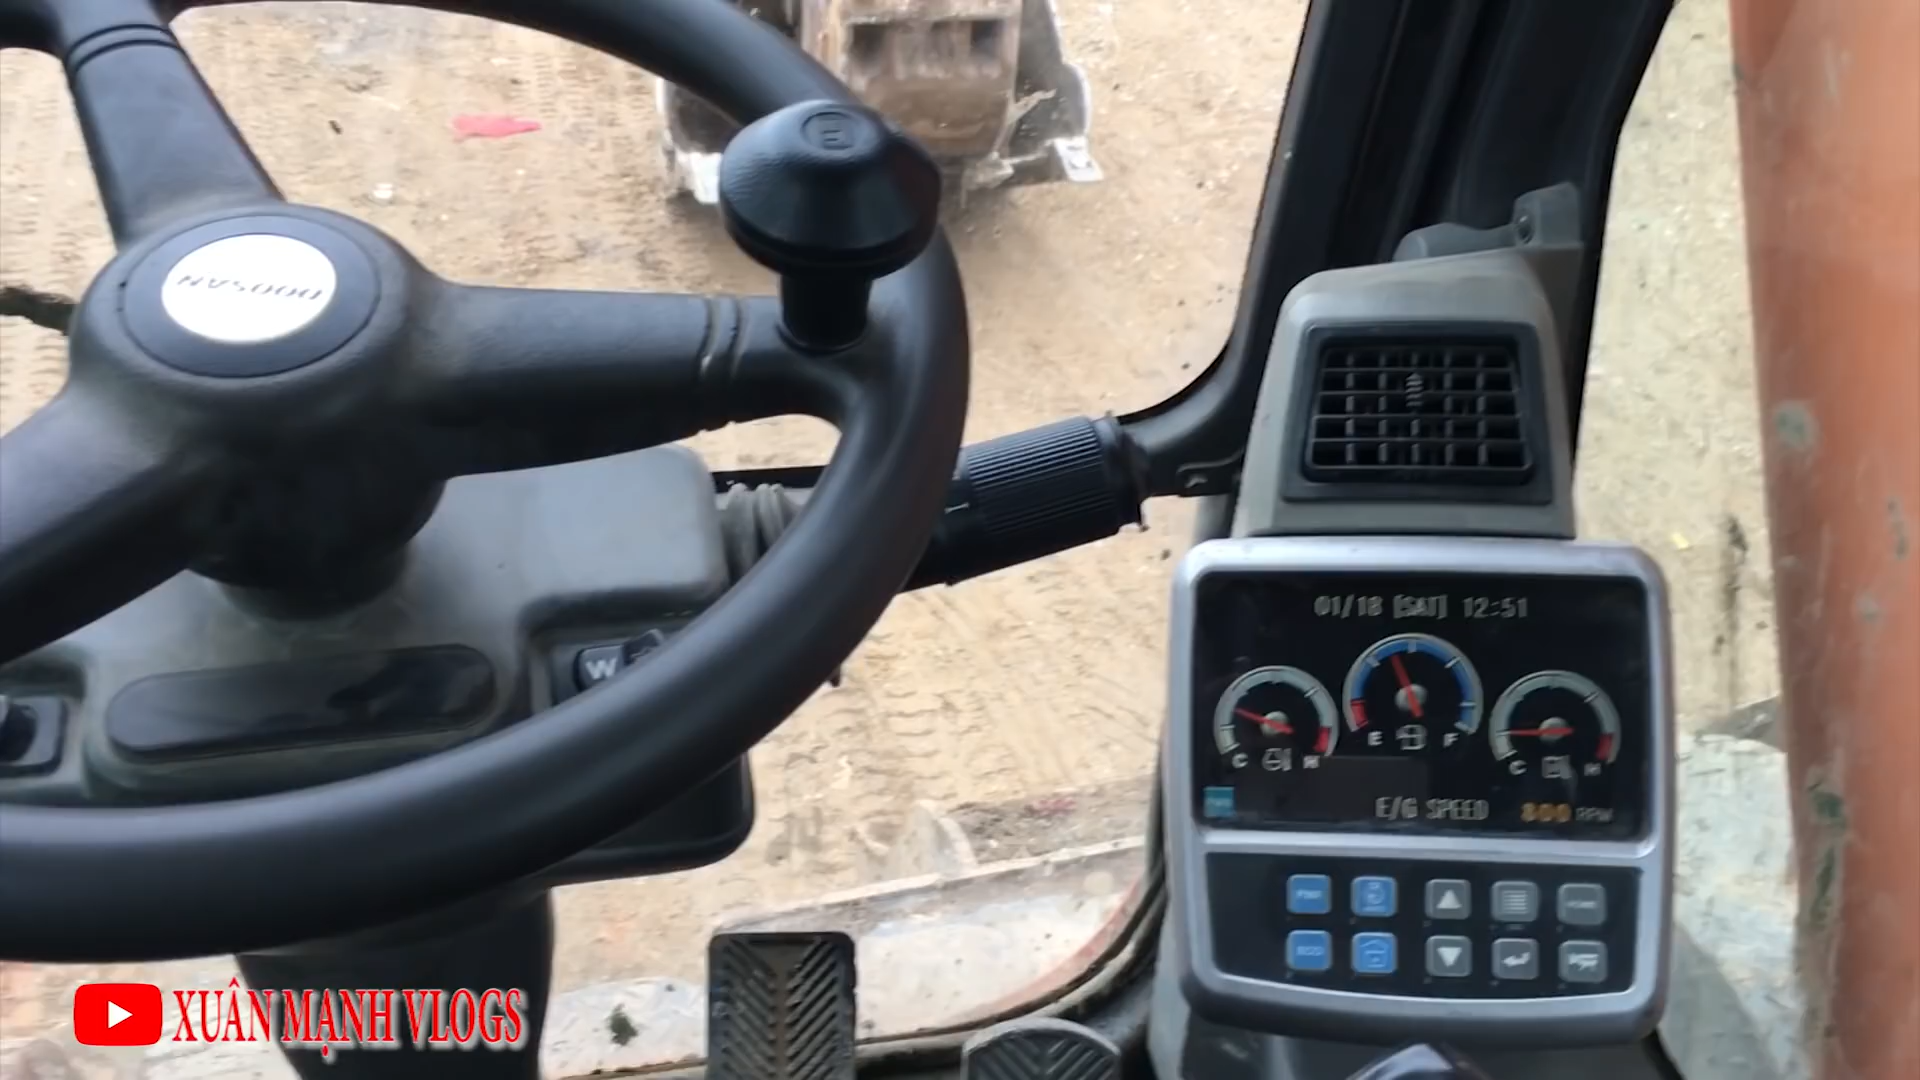 DOOSAN
W
01/18 [SAT] 12:51
E F
C H
C H
E/G SPEED 800 RPM
XUÂN MẠNH VLOGS